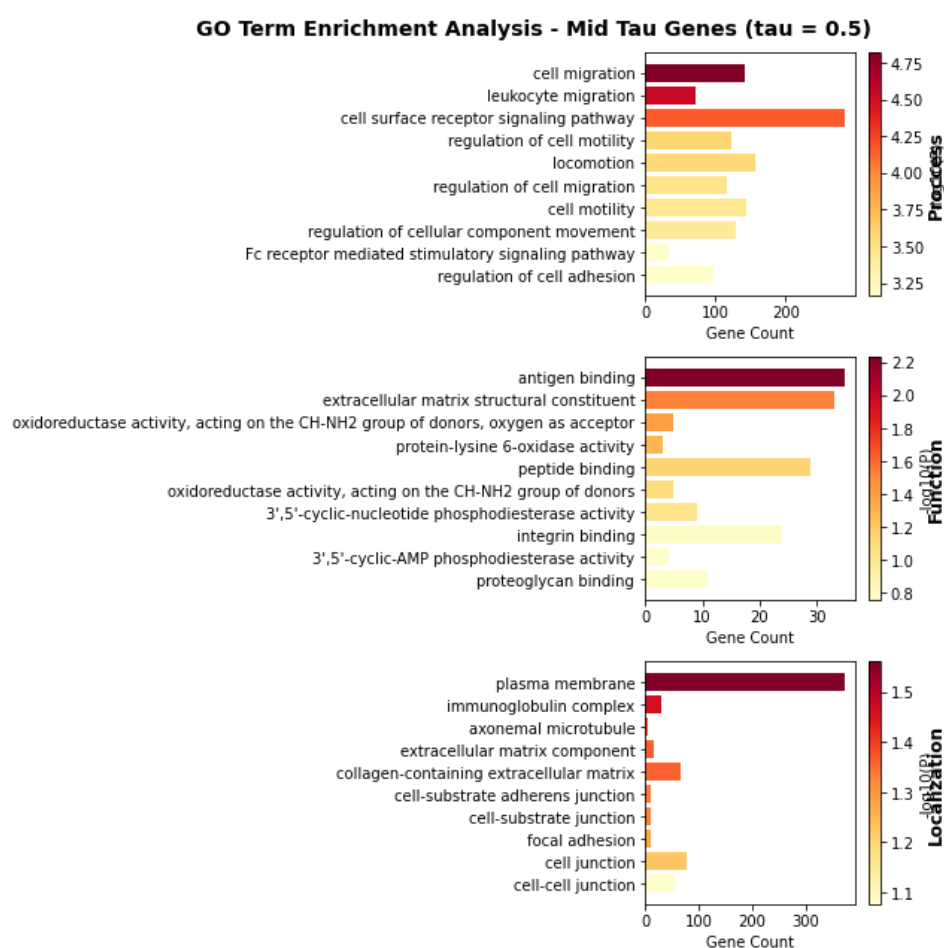 GO Term Enrichment Analysis - Mid Tau Genes (tau = 0.5)
cell migration
leukocyte migration
cell surface receptor signaling pathway
regulation of cell motility
locomotion
regulation of cell migration
cell motility
regulation of cellular component movement
Fc receptor mediated stimulatory signaling pathway
regulation of cell adhesion
0 100 200
Gene Count
4.75
4.50
4.25
4.00
3.75
3.50
3.25
Proccess
antigen binding
extracellular matrix structural constituent
oxidoreductase activity, acting on the CH-NH2 group of donors, oxygen as acceptor
protein-lysine 6-oxidase activity
peptide binding
oxidoreductase activity, acting on the CH-NH2 group of donors
3',5'-cyclic-nucleotide phosphodiesterase activity
integrin binding
3',5'-cyclic-AMP phosphodiesterase activity
proteoglycan binding
0 10 20 30
Gene Count
2.2
2.0
1.8
1.6
1.4
1.2
1.0
0.8
-log10(P)
Function
plasma membrane
immunoglobulin complex
axonemal microtubule
extracellular matrix component
collagen-containing extracellular matrix
cell-substrate adherens junction
cell-substrate junction
focal adhesion
cell junction
cell-cell junction
0 100 200 300
Gene Count
1.5
1.4
1.3
1.2
1.1
-log10(P)
Loclanization